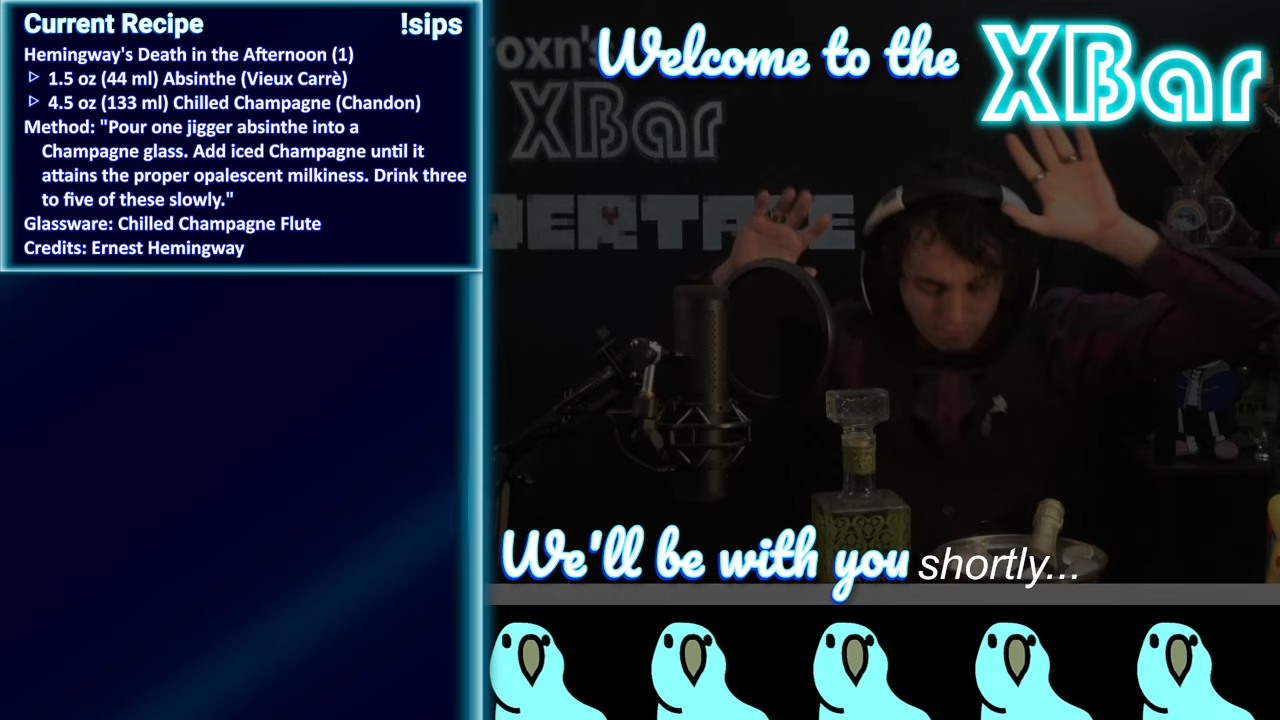 Current Recipe !sips
Hemingway's Death in the Afternoon (1)
1.5 oz (44 ml) Absinthe (Vieux Carrè)
4.5 oz (133 ml) Chilled Champagne (Chandon)
Method: "Pour one jigger absinthe into a
Champagne glass. Add iced Champagne until it
attains the proper opalescent milkiness. Drink three
to five of these slowly."
Glassware: Chilled Champagne Flute
Credits: Ernest Hemingway
Welcome to the XBar
roxn's
XBar
DERTALE
We'll be with you shortly...